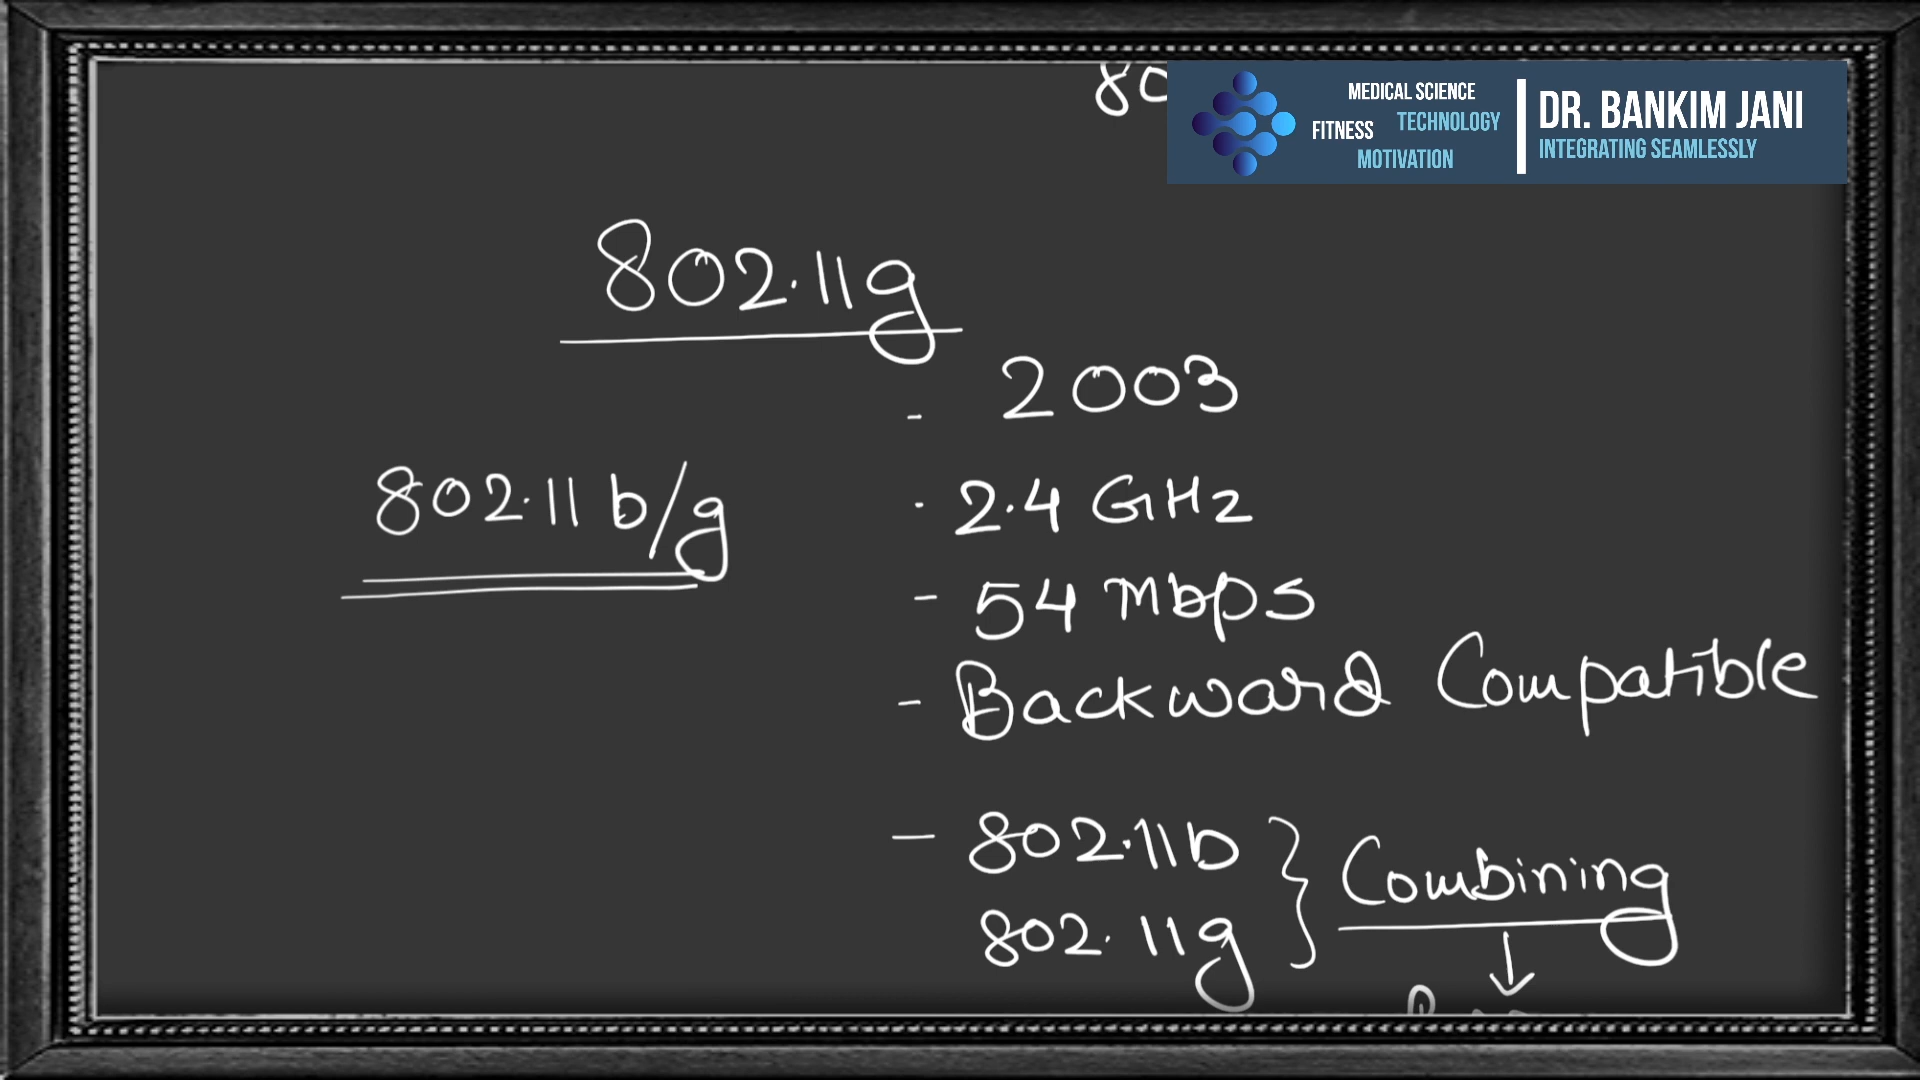 80
MEDICAL SCIENCE
FITNESS TECHNOLOGY
MOTIVATION
DR. BANKIM JANI
INTEGRATING SEAMLESSLY
802.11g
- 2003
802.11 b/g
· 2.4 GHz
- 54 Mbps
- Backward Compatible
- 802.11b
802.11g } Combining
↓